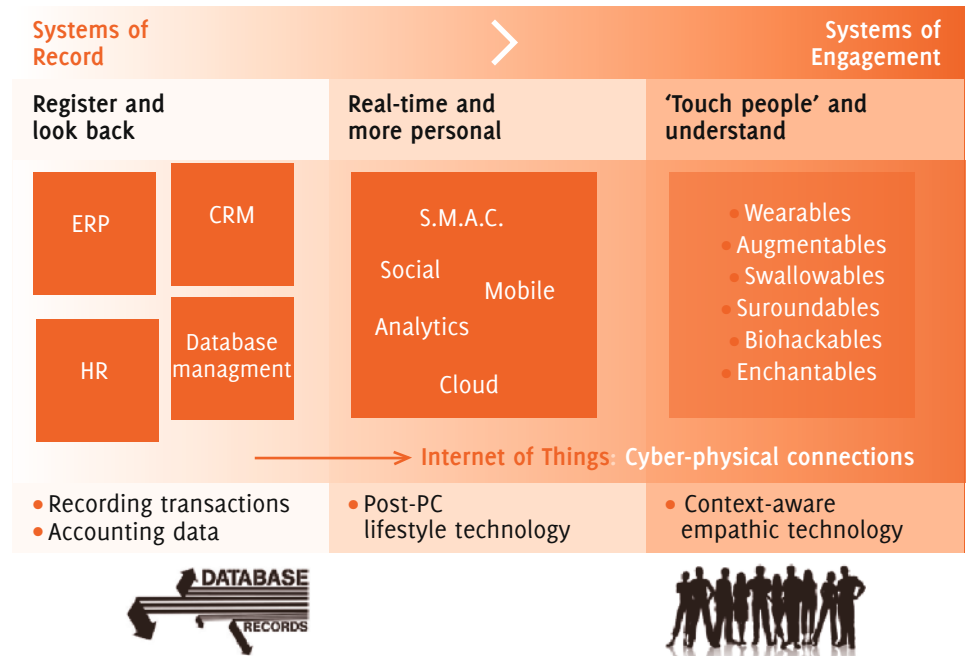 Systems of
Record
Systems of
Engagement
Register and
look back
Real-time and
more personal
‘Touch people’ and
understand
ERP
CRM
HR
Database
managment
S.M.A.C.
Social
Mobile
Analytics
Cloud
• Wearables
• Augmentables
• Swallowables
• Suroundables
• Biohackables
• Enchantables
Internet of Things: Cyber-physical connections
• Recording transactions
• Accounting data
• Post-PC
lifestyle technology
• Context-aware
empathic technology
DATABASE
RECORDS